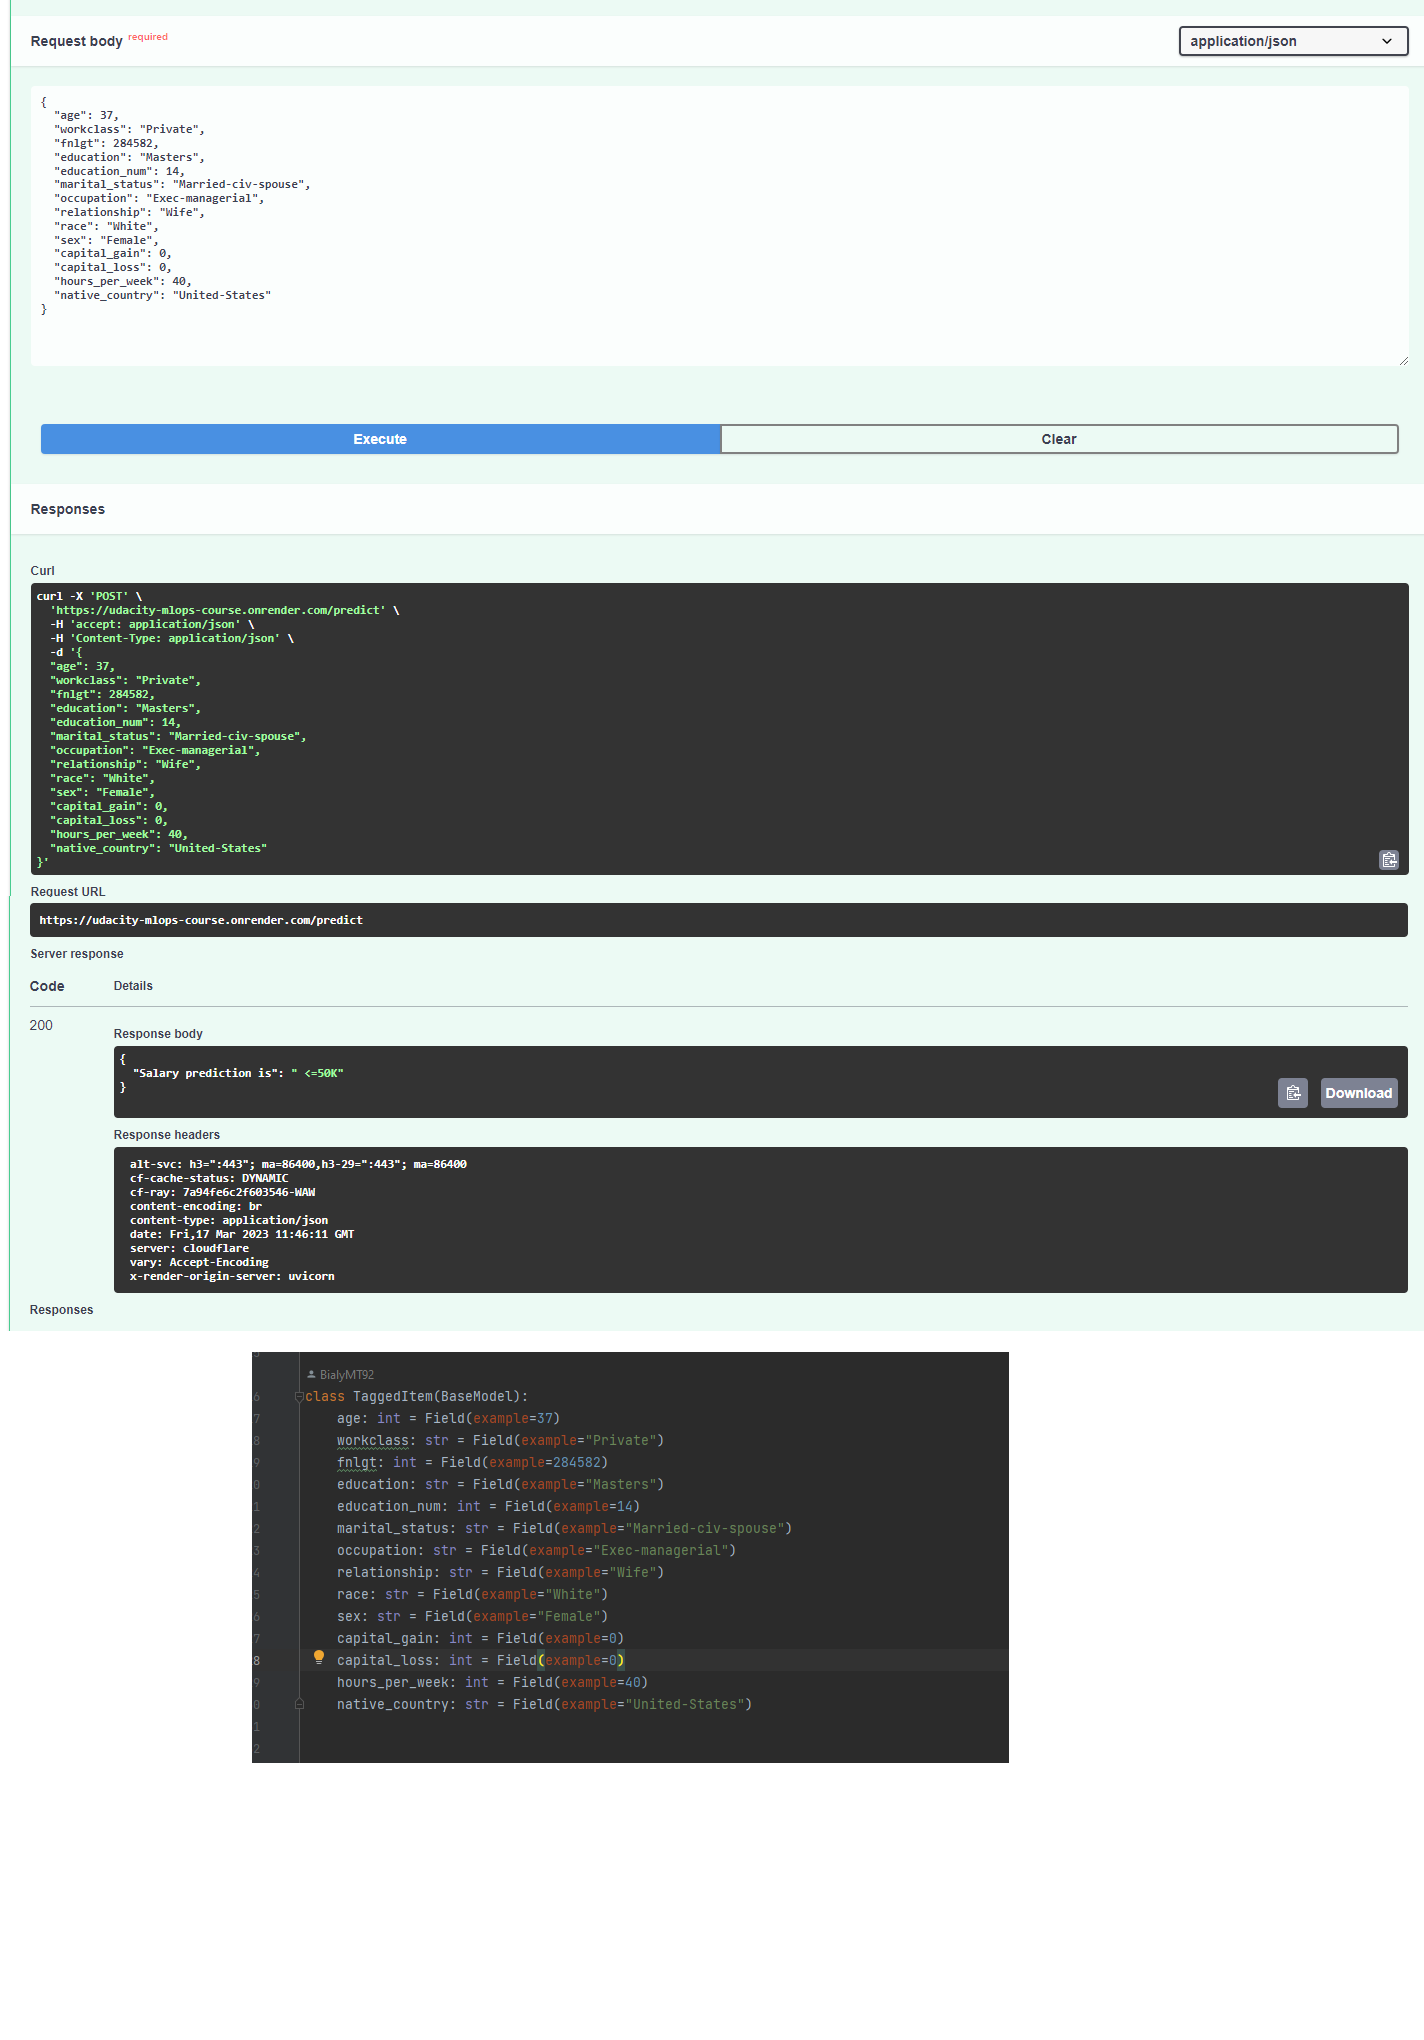 Request body required
application/json
{
"age": 37,
"workclass": "Private",
"fnlgt": 284582,
"education": "Masters",
"education_num": 14,
"marital_status": "Married-civ-spouse",
"occupation": "Exec-managerial",
"relationship": "Wife",
"race": "White",
"sex": "Female",
"capital_gain": 0,
"capital_loss": 0,
"hours_per_week": 40,
"native_country": "United-States"
}
Execute
Clear
Responses
Curl
curl -X 'POST' \
'https://udacity-mlops-course.onrender.com/predict' \
-H 'accept: application/json' \
-H 'Content-Type: application/json' \
-d '{
"age": 37,
"workclass": "Private",
"fnlgt": 284582,
"education": "Masters",
"education_num": 14,
"marital_status": "Married-civ-spouse",
"occupation": "Exec-managerial",
"relationship": "Wife",
"race": "White",
"sex": "Female",
"capital_gain": 0,
"capital_loss": 0,
"hours_per_week": 40,
"native_country": "United-States"
}'
Request URL
https://udacity-mlops-course.onrender.com/predict
Server response
Code Details
200
Response body
{
"Salary prediction is": " <=50K"
}
Download
Response headers
alt-svc: h3=":443"; ma=86400,h3-29=":443"; ma=86400
cf-cache-status: DYNAMIC
cf-ray: 7a94fe6c2f603546-WAW
content-encoding: br
content-type: application/json
date: Fri,17 Mar 2023 11:46:11 GMT
server: cloudflare
vary: Accept-Encoding
x-render-origin-server: uvicorn
Responses
BialyMT92
6 class TaggedItem(BaseModel):
7 age: int = Field(example=37)
8 workclass: str = Field(example="Private")
9 fnlgt: int = Field(example=284582)
0 education: str = Field(example="Masters")
1 education_num: int = Field(example=14)
2 marital_status: str = Field(example="Married-civ-spouse")
3 occupation: str = Field(example="Exec-managerial")
4 relationship: str = Field(example="Wife")
5 race: str = Field(example="White")
6 sex: str = Field(example="Female")
7 capital_gain: int = Field(example=0)
8 capital_loss: int = Field(example=0)
9 hours_per_week: int = Field(example=40)
0 native_country: str = Field(example="United-States")
1
2